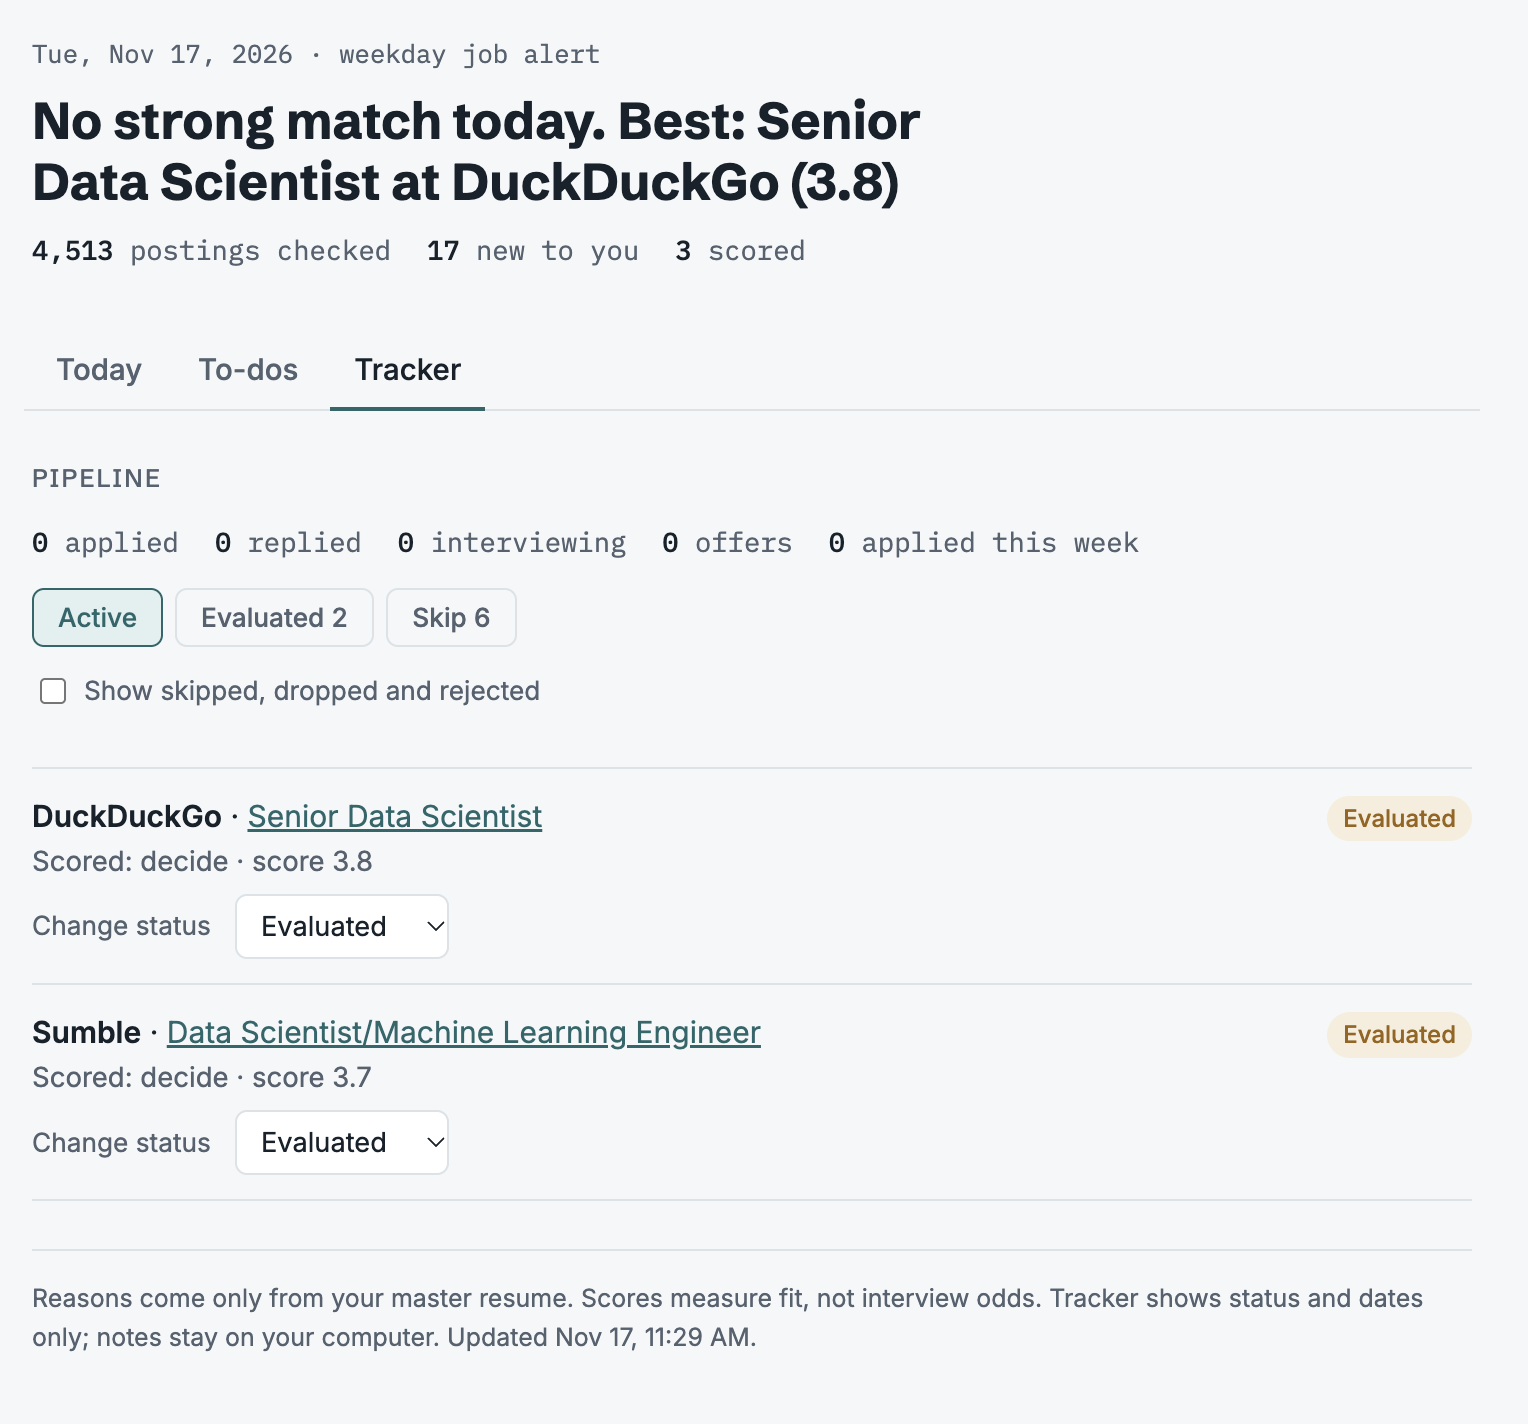 Tue, Nov 17, 2026 · weekday job alert
No strong match today. Best: Senior
Data Scientist at DuckDuckGo (3.8)
4,513 postings checked 17 new to you 3 scored
Today To-dos Tracker
PIPELINE
0 applied 0 replied 0 interviewing 0 offers 0 applied this week
Active Evaluated 2 Skip 6
Show skipped, dropped and rejected
DuckDuckGo · Senior Data Scientist Evaluated
Scored: decide · score 3.8
Change status Evaluated
Sumble · Data Scientist/Machine Learning Engineer Evaluated
Scored: decide · score 3.7
Change status Evaluated
Reasons come only from your master resume. Scores measure fit, not interview odds. Tracker shows status and dates
only; notes stay on your computer. Updated Nov 17, 11:29 AM.